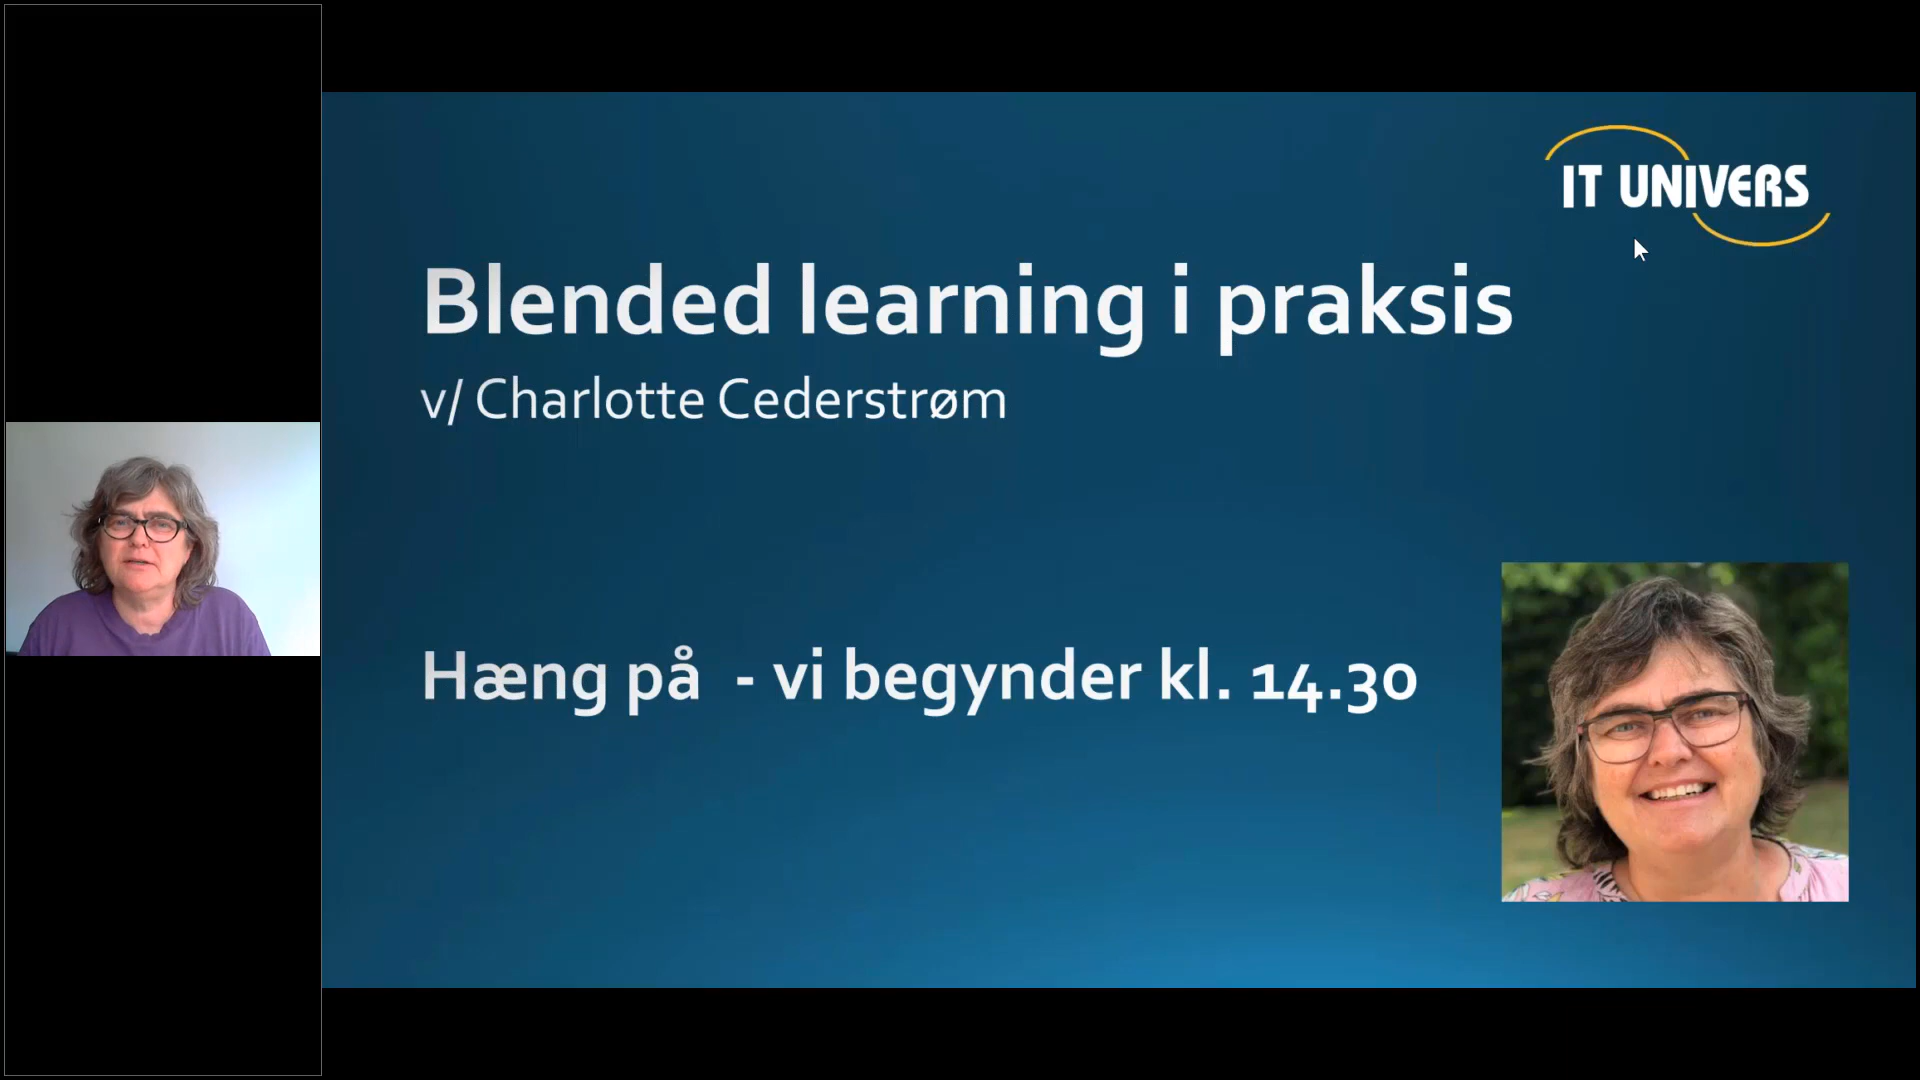 IT UNIVERS
Blended learning i praksis
v/ Charlotte Cederstrøm
Hæng på - vi begynder kl. 14.30